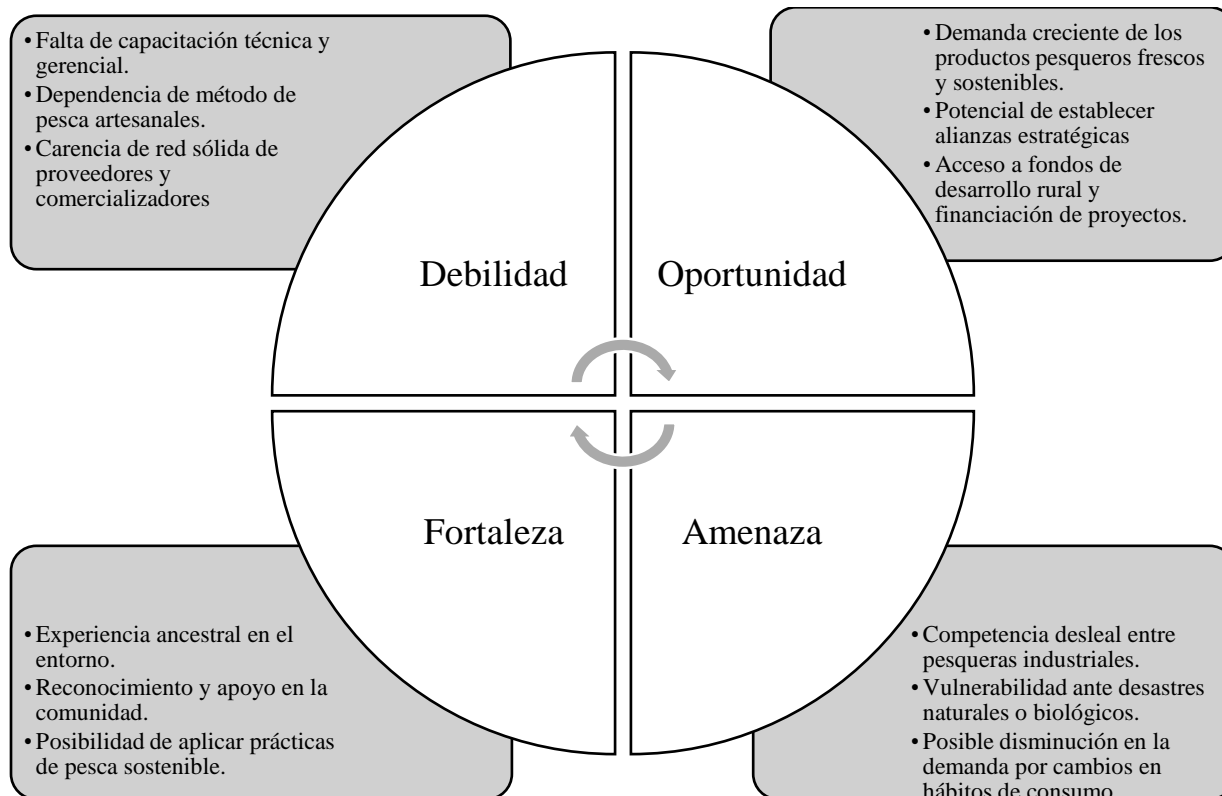 • Falta de capacitación técnica y
gerencial.
• Dependencia de método de
pesca artesanales.
• Carencia de red sólida de
proveedores y
comercializadores
• Demanda creciente de los
productos pesqueros frescos
y sostenibles.
• Potencial de establecer
alianzas estratégicas
• Acceso a fondos de
desarrollo rural y
financiación de proyectos.
Debilidad
Oportunidad
Fortaleza
Amenaza
• Experiencia ancestral en el
entorno.
• Reconocimiento y apoyo en la
comunidad.
• Posibilidad de aplicar prácticas
de pesca sostenible.
• Competencia desleal entre
pesqueras industriales.
• Vulnerabilidad ante desastres
naturales o biológicos.
• Posible disminución en la
demanda por cambios en
hábitos de consumo